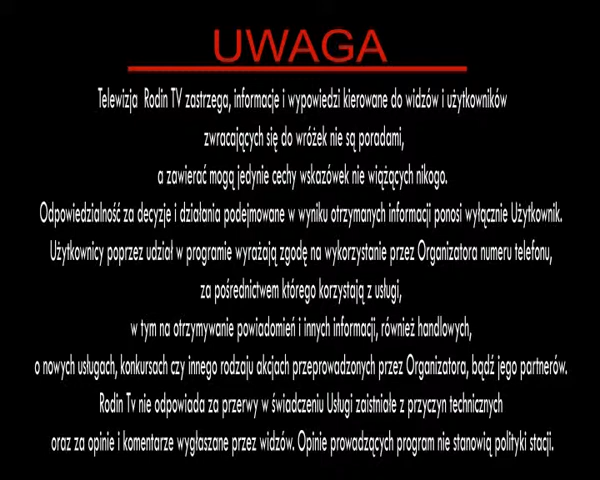 UWAGA
Telewizja Rodin TV zastrzega, informacje i wypowiedzi kierowane do widzów i użytkowników
zwracających się do wróżek nie są poradami,
a zawierać mogą jedynie cechy wskazówek nie wiążących nikogo.
Odpowiedzialność za decyzje i działania podejmowane w wyniku otrzymanych informacji ponosi wyłącznie Użytkownik.
Użytkownicy poprzez udział w programie wyrażają zgodę na wykorzystanie przez Organizatora numeru telefonu,
za pośrednictwem którego korzystają z usługi,
w tym na otrzymywanie powiadomień i innych informacji, również handlowych,
o nowych usługach, konkursach czy innego rodzaju akcjach przeprowadzonych przez Organizatora, bądź jego partnerów.
Rodin Tv nie odpowiada za przerwy w świadczeniu Usługi zaistniałe z przyczyn technicznych
oraz za opinie i komentarze wygłaszane przez widzów. Opinie prowadzących program nie stanowią polityki stacji.